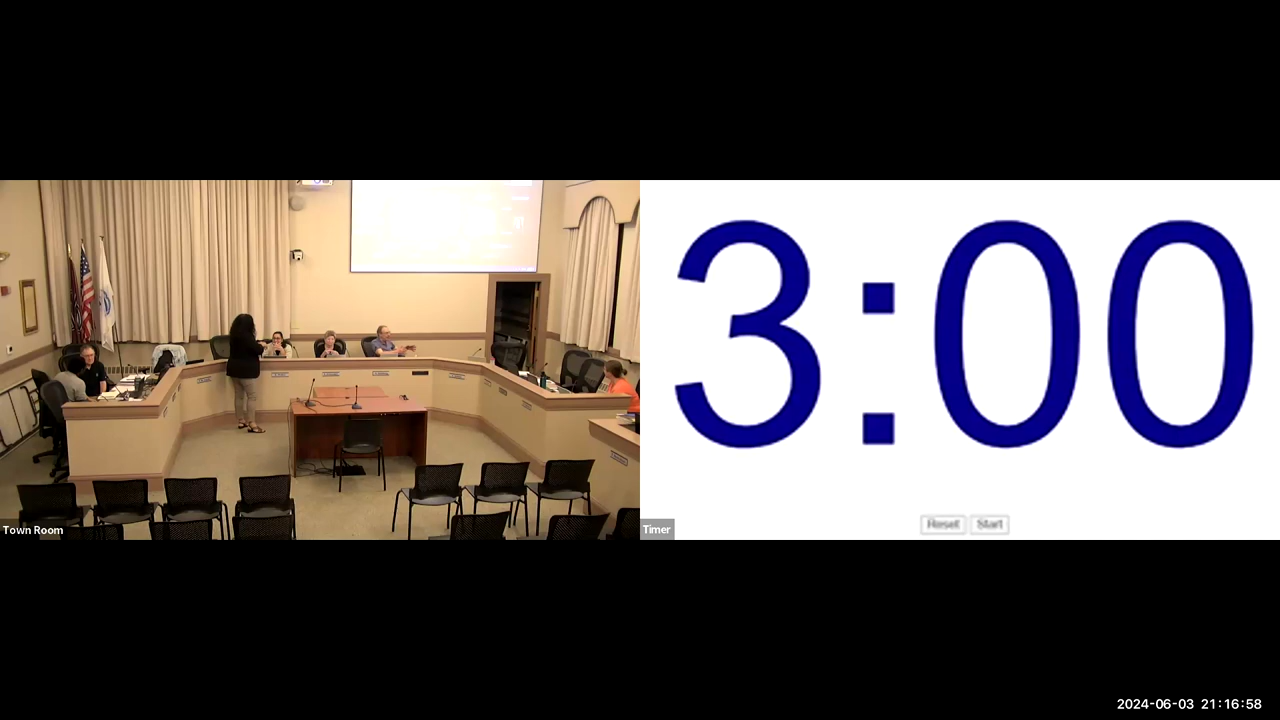 3:00
Reset Start
Town Room
Timer
2024-06-03 21:16:58